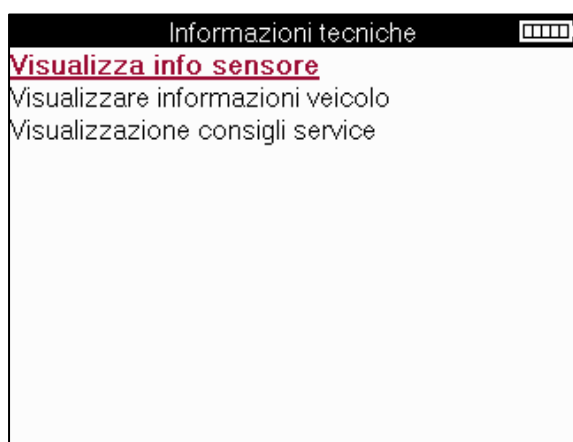 Informazioni tecniche
Visualizza info sensore
Visualizzare informazioni veicolo
Visualizzazione consigli service